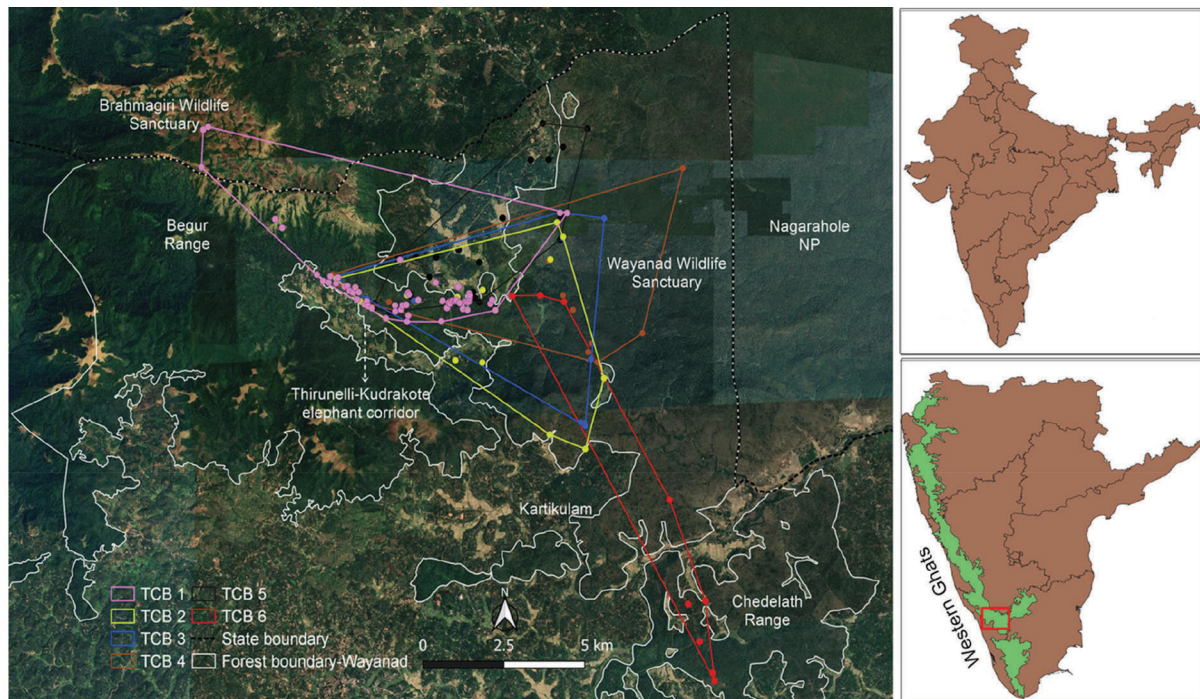 Brahmagiri Wildlife
Sanctuary
Begur
Range
Nagarahole
NP
Wayanad Wildlife
Sanctuary
Thirunelli-Kudrakote
elephant corridor
Kartikulam
Chedelath
Range
TCB 1
TCB 2
TCB 3
TCB 4
TCB 5
TCB 6
State boundary
Forest boundary-Wayanad
N
0 2.5 5 km
Western Ghats